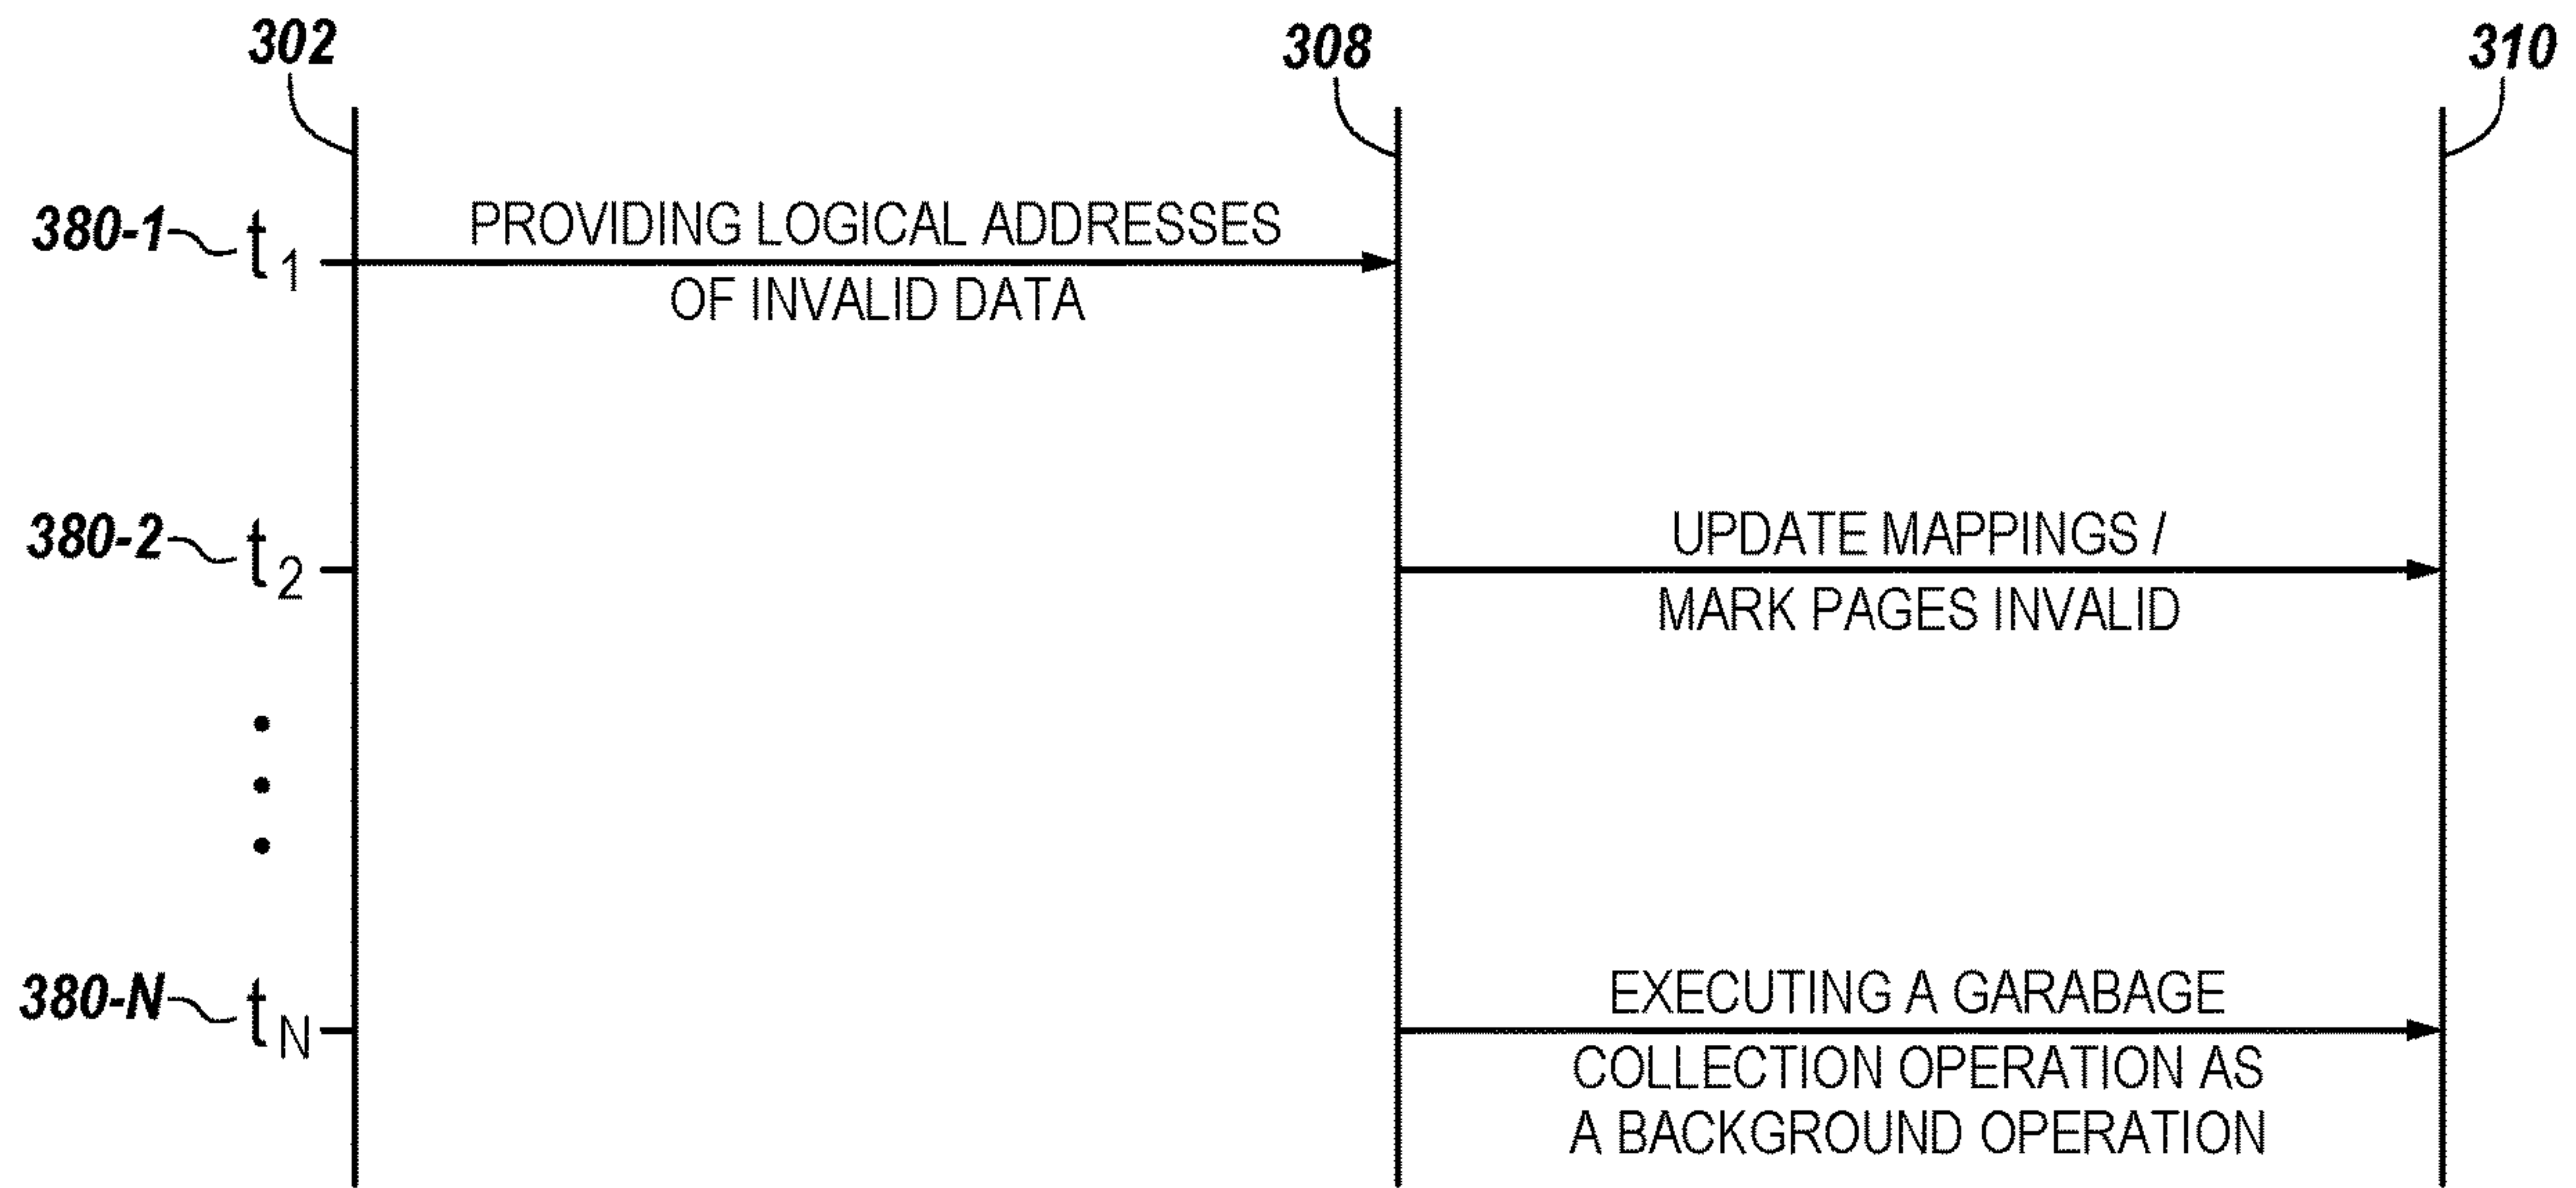 302
308
310
380-1 t1
PROVIDING LOGICAL ADDRESSES
OF INVALID DATA
380-2 t2
UPDATE MAPPINGS /
MARK PAGES INVALID
380-N tN
EXECUTING A GARABAGE
COLLECTION OPERATION AS
A BACKGROUND OPERATION